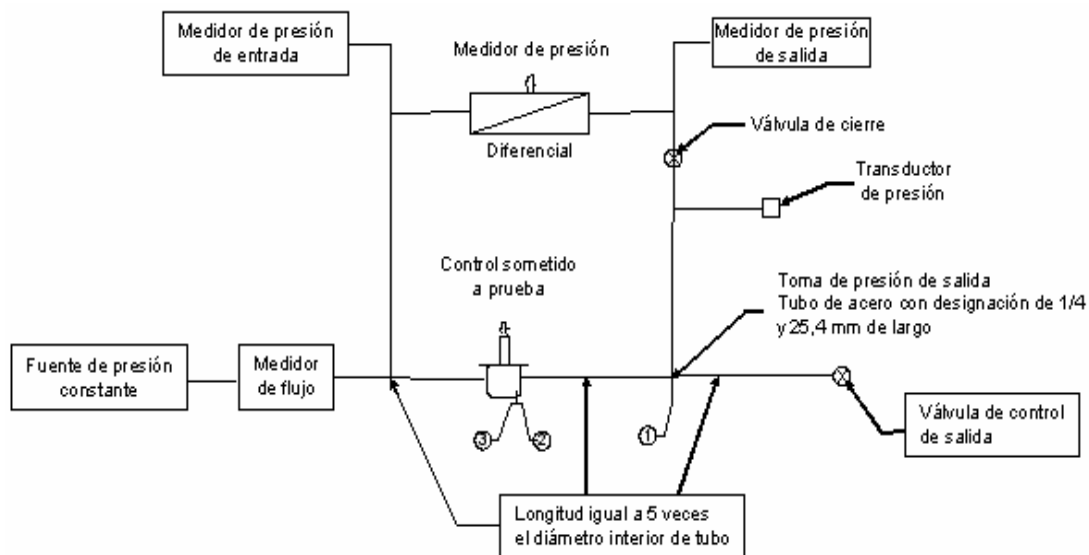 Medidor de presión
de entrada
Medidor de presión
Diferencial
Medidor de presión
de salida
Válvula de cierre
Transductor
de presión
Control sometido
a prueba
Toma de presión de salida
Tubo de acero con designación de 1/4
y 25,4 mm de largo
Fuente de presión
constante
Medidor
de flujo
3
2
1
Válvula de control
de salida
Longitud igual a 5 veces
el diámetro interior de tubo